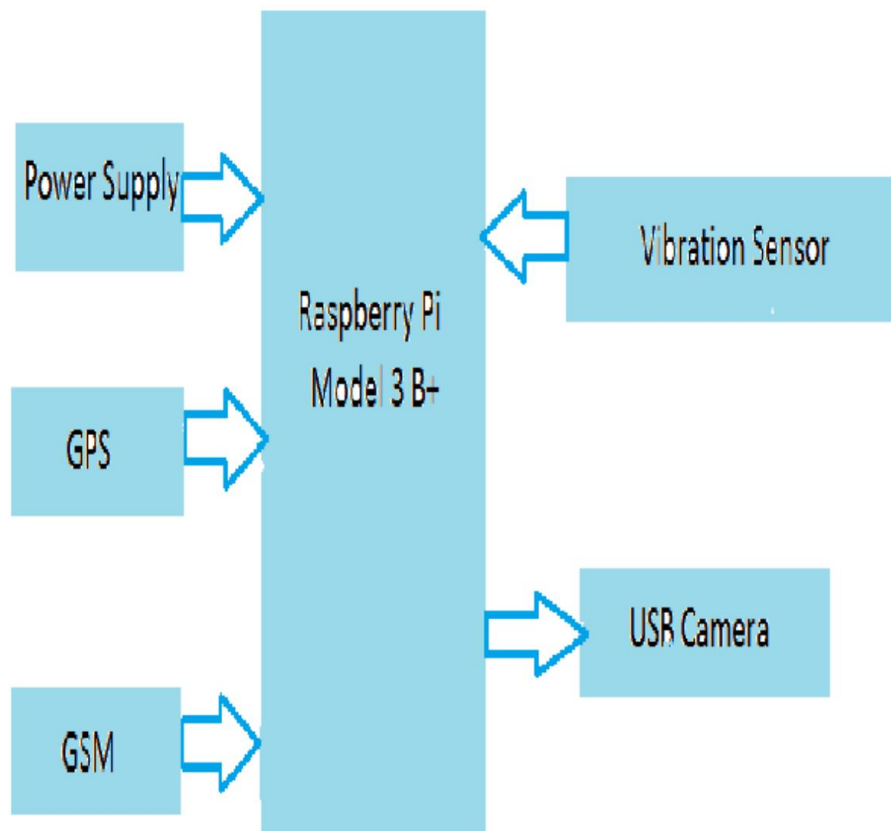 Power Supply
GPS
GSM
Raspberry Pi
Model 3 B+
Vibration Sensor
USB Camera